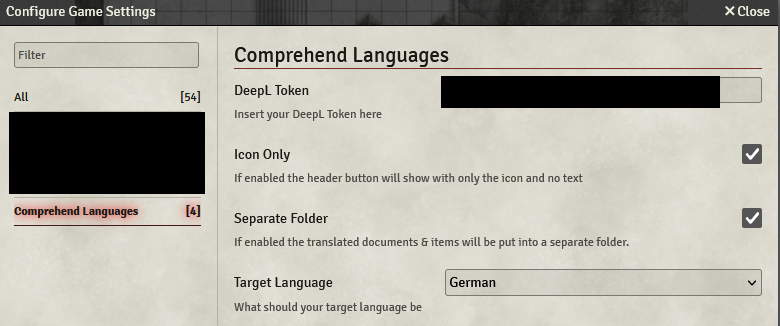 Configure Game Settings
Close
Filter
All [54]
Comprehend Languages [4]
Comprehend Languages
DeepL Token
Insert your DeepL Token here
Icon Only
If enabled the header button will show with only the icon and no text
Separate Folder
If enabled the translated documents & items will be put into a separate folder.
Target Language German
What should your target language be